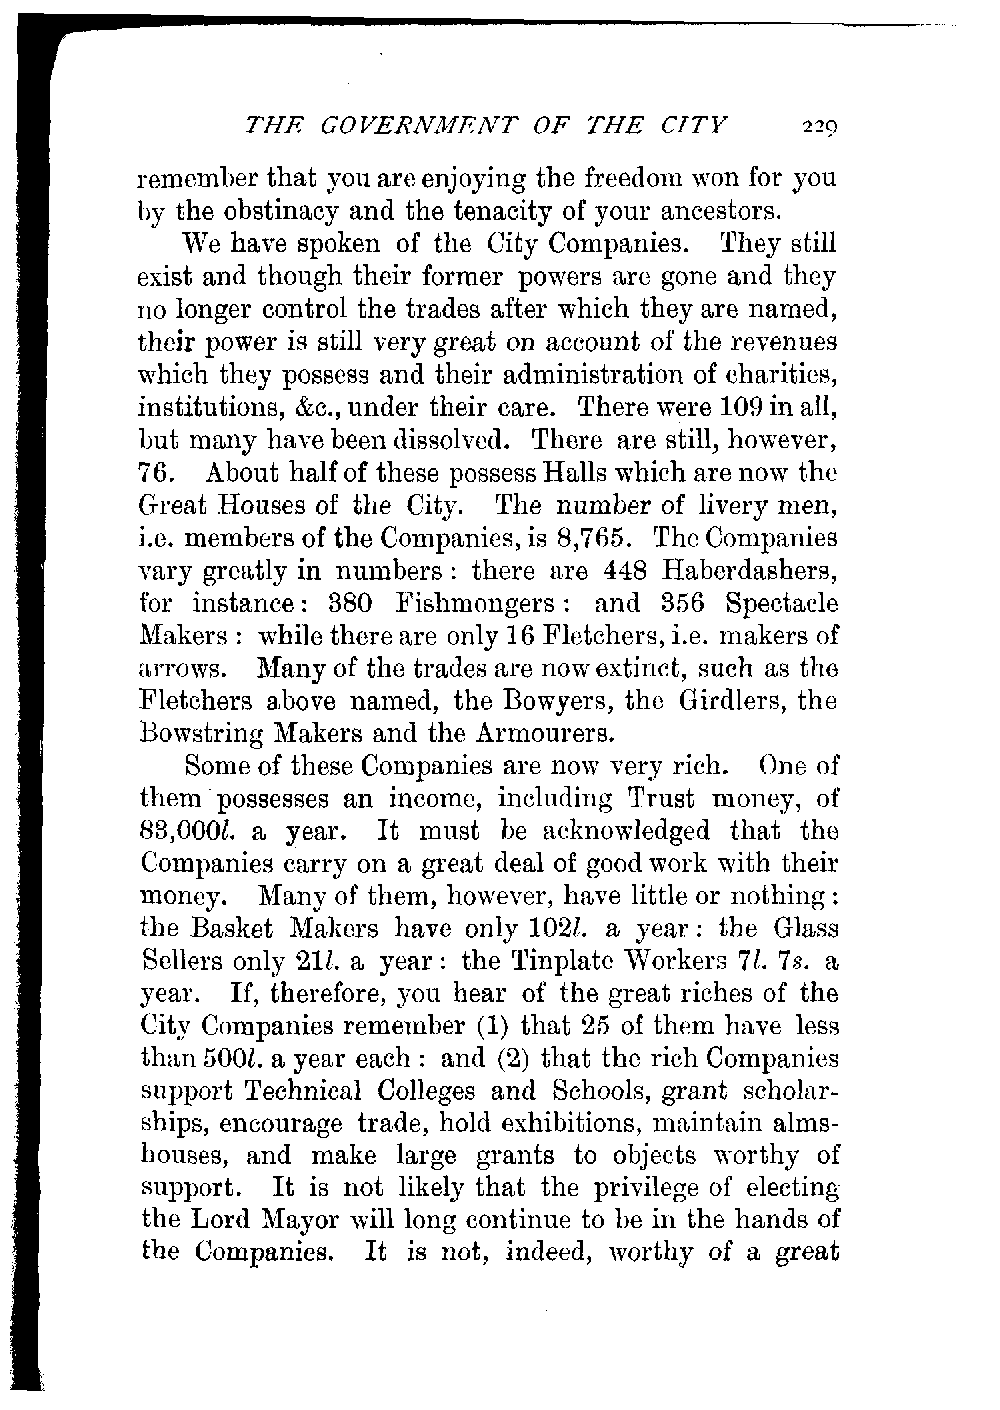 THE GOVERNMENT OF THE CITY 229
remember that you are enjoying the freedom won for you
by the obstinacy and the tenacity of your ancestors.
We have spoken of the City Companies. They still
exist and though their former powers are gone and they
no longer control the trades after which they are named,
their power is still very great on account of the revenues
which they possess and their administration of charities,
institutions, &c., under their care. There were 109 in all,
but many have been dissolved. There are still, however,
76. About half of these possess Halls which are now the
Great Houses of the City. The number of livery men,
i.e. members of the Companies, is 8,765. The Companies
vary greatly in numbers: there are 448 Haberdashers,
for instance: 380 Fishmongers: and 356 Spectacle
Makers: while there are only 16 Fletchers, i.e. makers of
arrows. Many of the trades are now extinct, such as the
Fletchers above named, the Bowyers, the Girdlers, the
Bowstring Makers and the Armourers.
Some of these Companies are now very rich. One of
them possesses an income, including Trust money, of
83,000l. a year. It must be acknowledged that the
Companies carry on a great deal of good work with their
money. Many of them, however, have little or nothing:
the Basket Makers have only 102l. a year: the Glass
Sellers only 21l. a year: the Tinplate Workers 7l. 7s. a
year. If, therefore, you hear of the great riches of the
City Companies remember (1) that 25 of them have less
than 500l. a year each: and (2) that the rich Companies
support Technical Colleges and Schools, grant scholar-
ships, encourage trade, hold exhibitions, maintain alms-
houses, and make large grants to objects worthy of
support. It is not likely that the privilege of electing
the Lord Mayor will long continue to be in the hands of
the Companies. It is not, indeed, worthy of a great